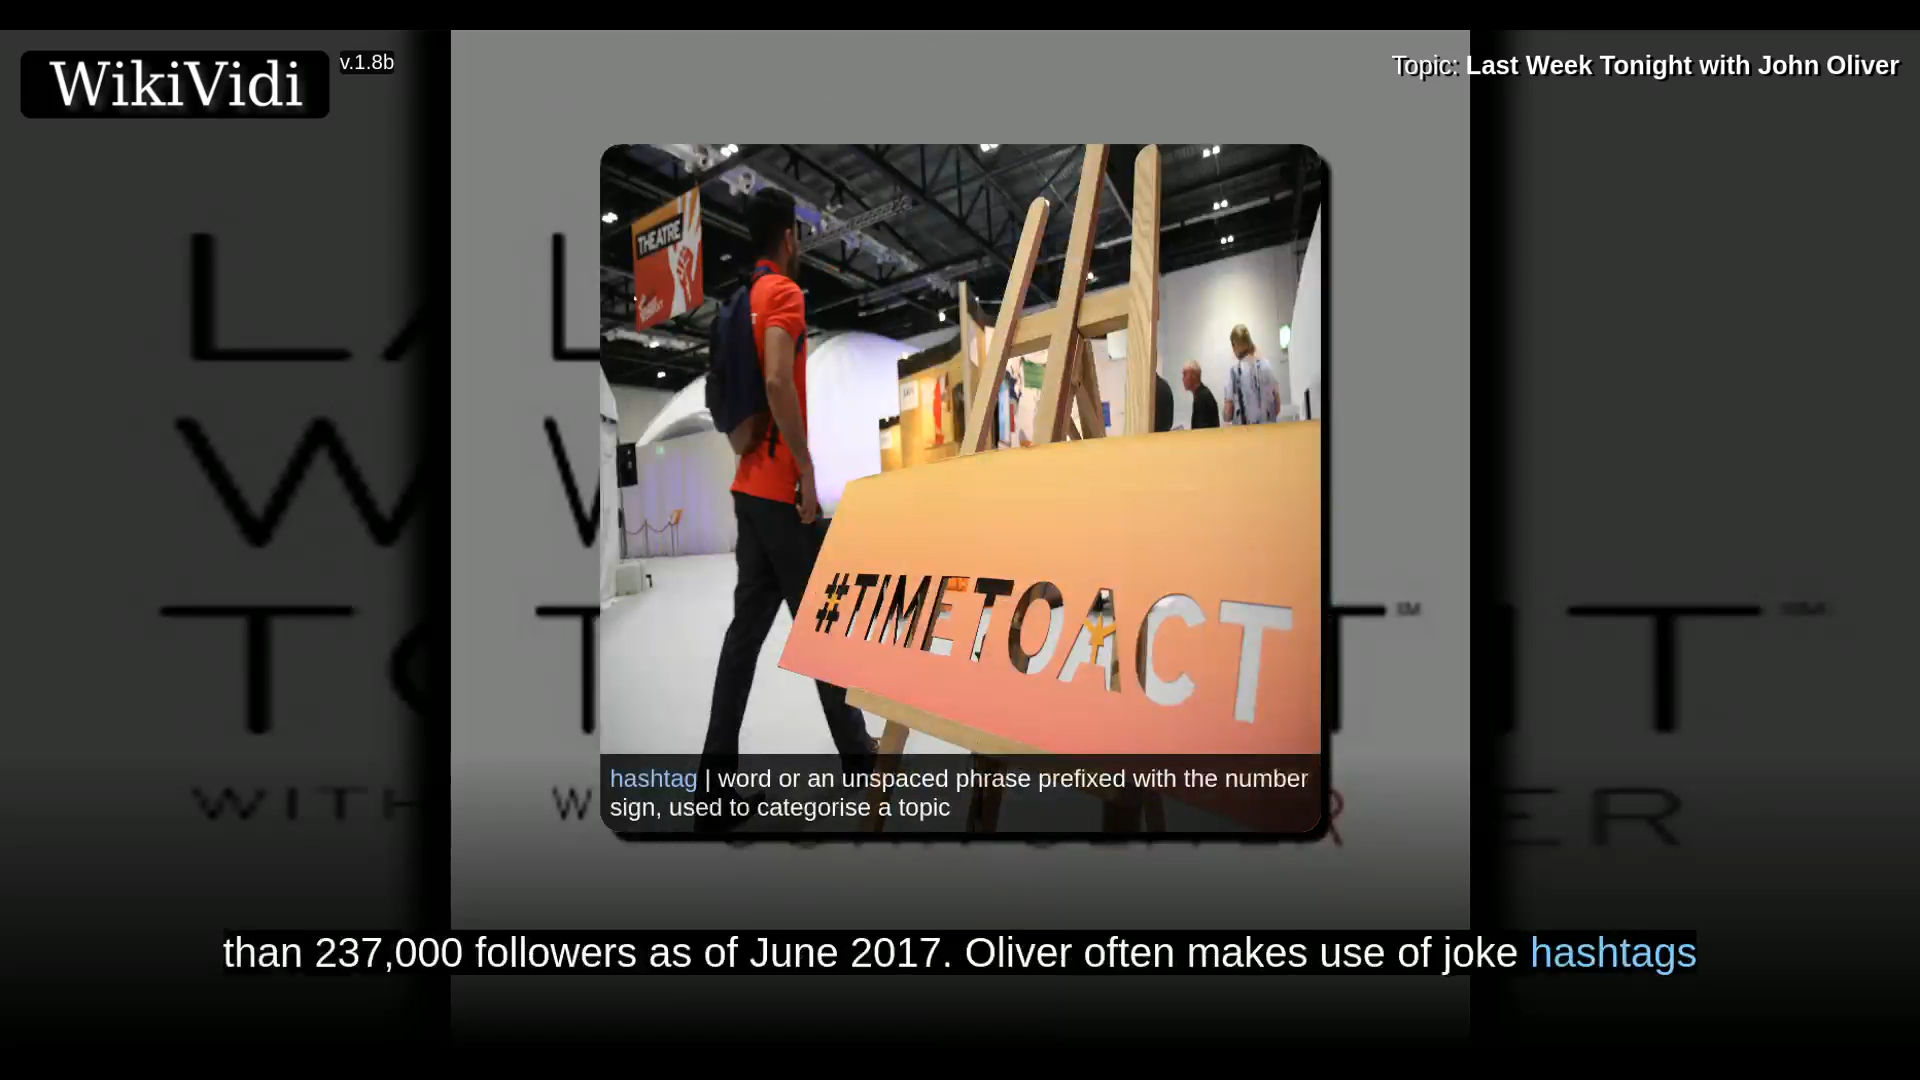 WikiVidi
v.1.8b
Topic: Last Week Tonight with John Oliver
THEATRE
#TIMETOACT
hashtag | word or an unspaced phrase prefixed with the number
sign, used to categorise a topic
than 237,000 followers as of June 2017. Oliver often makes use of joke hashtags